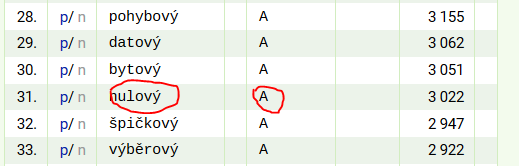 28. p/ n pohybový A 3 155
29. p/ n datový A 3 062
30. p/ n bytový A 3 051
31. p/ n nulový A 3 022
32. p/ n špičkový A 2 947
33. p/ n výběrový A 2 922